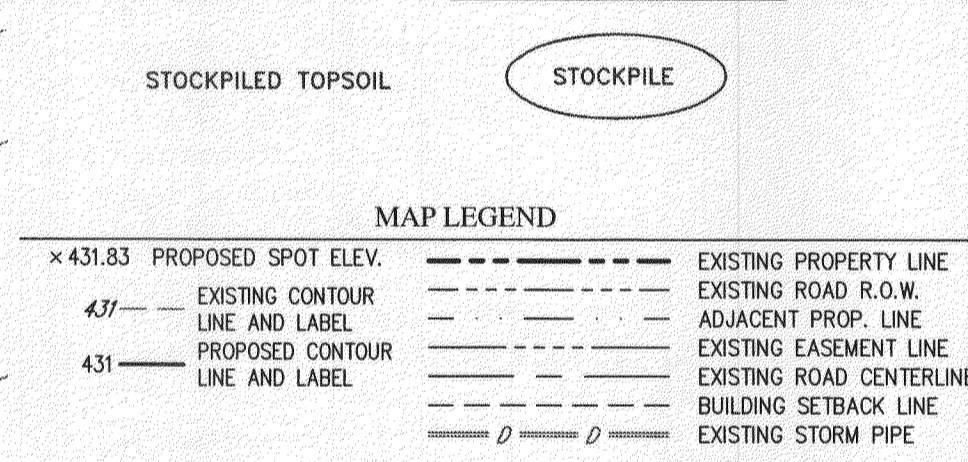 STOCKPILED TOPSOIL
STOCKPILE
MAP LEGEND
× 431.83 PROPOSED SPOT ELEV.
431 EXISTING CONTOUR
LINE AND LABEL
431 PROPOSED CONTOUR
LINE AND LABEL
EXISTING PROPERTY LINE
EXISTING ROAD R.O.W.
ADJACENT PROP. LINE
EXISTING EASEMENT LINE
EXISTING ROAD CENTERLINE
BUILDING SETBACK LINE
D D EXISTING STORM PIPE